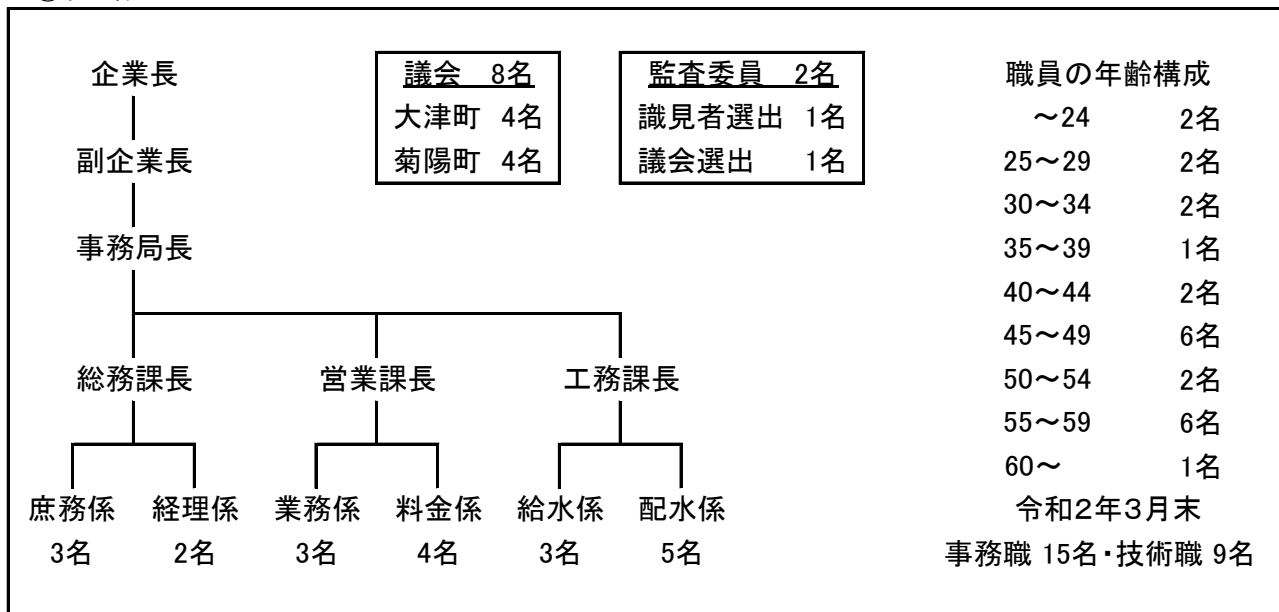 企業長
副企業長
事務局長
議会　8名
大津町　4名
菊陽町　4名
監査委員　2名
識見者選出　1名
議会選出　1名
総務課長　営業課長　工務課長
庶務係　経理係　業務係　料金係　給水係　配水係
3名　2名　3名　4名　3名　5名
職員の年齢構成
～24　2名
25～29　2名
30～34　2名
35～39　1名
40～44　2名
45～49　6名
50～54　2名
55～59　6名
60～　1名
令和2年3月末
事務職 15名・技術職 9名